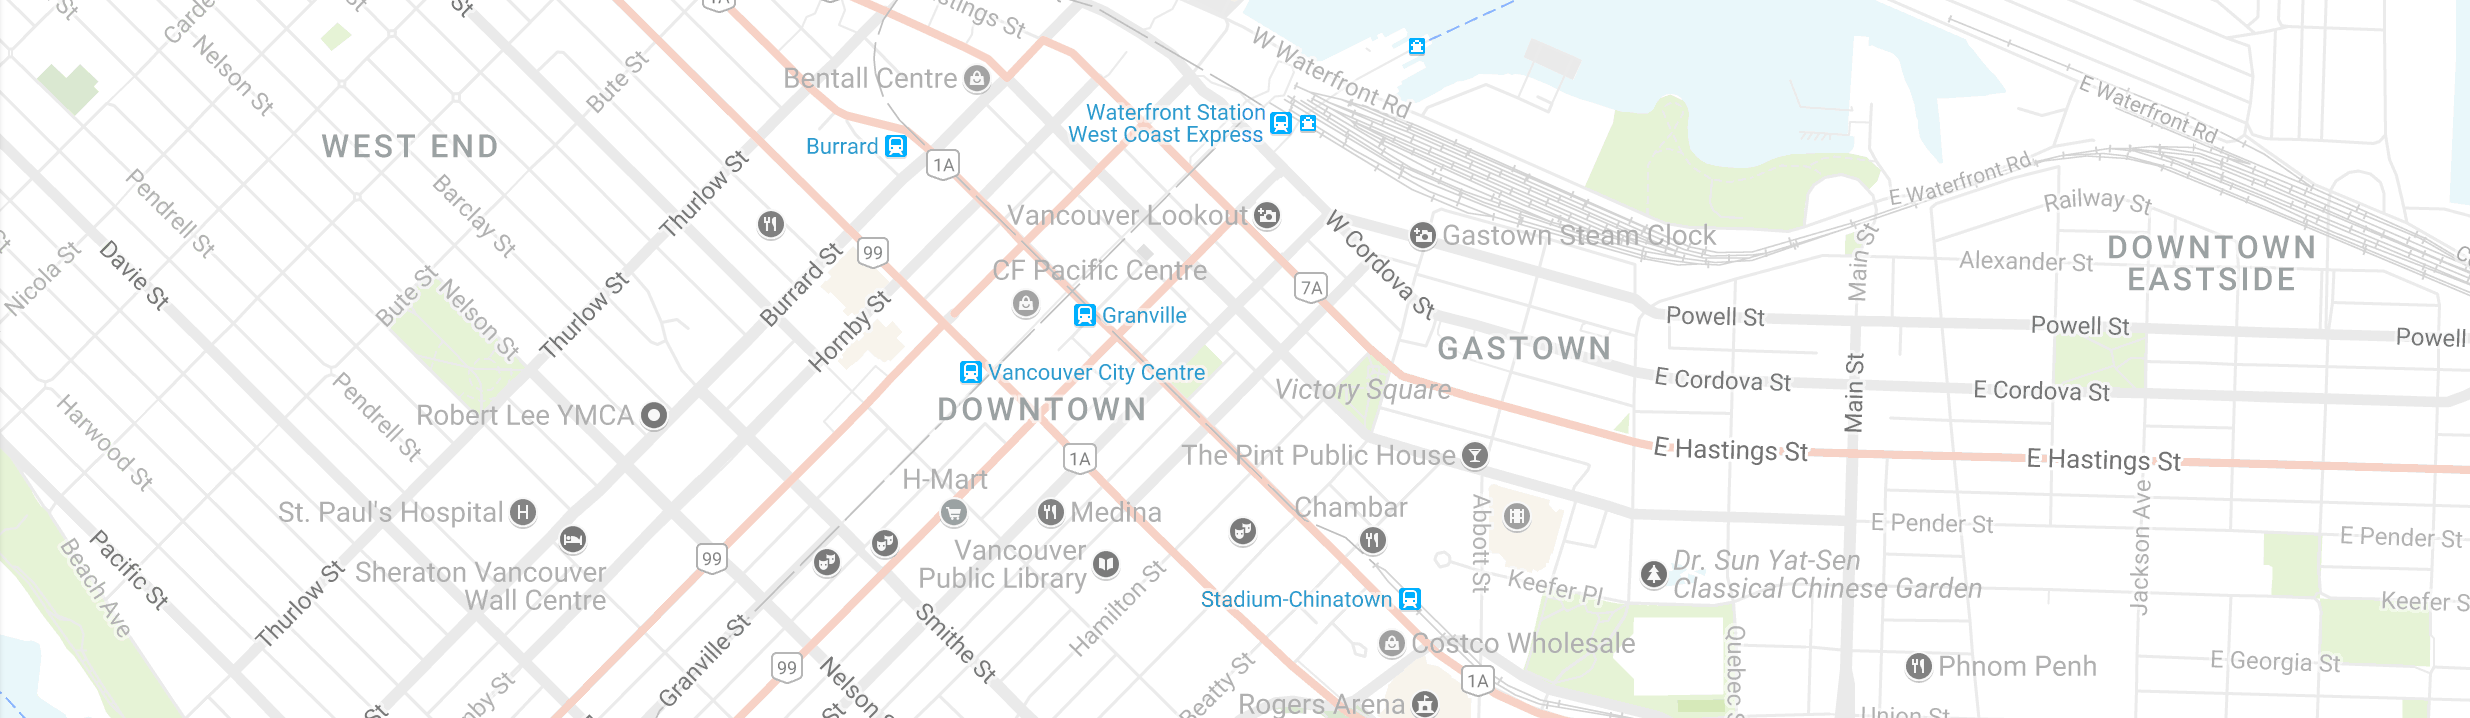 St
St
Hastings St
1A
Carde
Nelson St
Bute St
W Waterfront Rd
Bentall Centre
E Waterfront Rd
Waterfront Station
West Coast Express
WEST END
Burrard
1A
Thurlow St
Pendrell St
Barclay St
E Waterfront Rd
Railway St
Vancouver Lookout
W Cordova St
Gastown Steam Clock
Main St
DOWNTOWN
EASTSIDE
Alexander St
Nicola St
Davie St
Bute St
Nelson St
Thurlow St
Burrard St
Hornby St
99
CF Pacific Centre
7A
Granville
Powell St
Powell St
Powell
GASTOWN
Vancouver City Centre
Victory Square
E Cordova St
Main St
E Cordova St
DOWNTOWN
Harwood St
Pendrell St
Robert Lee YMCA
1A
The Pint Public House
E Hastings St
E Hastings St
H-Mart
St. Paul's Hospital
H
Medina
Chambar
Abbott St
E Pender St
Jackson Ave
E Pender St
Beach Ave
Pacific St
Thurlow St
Sheraton Vancouver
Wall Centre
99
Vancouver
Public Library
Hamilton St
Keefer Pl
Dr. Sun Yat-Sen
Classical Chinese Garden
Stadium-Chinatown
Keefer S
Granville St
Smithe St
Costco Wholesale
Quebec S
99
Nelson S
Beatty St
1A
Phnom Penh
E Georgia St
nby St
St
St
Rogers Arena
Union St